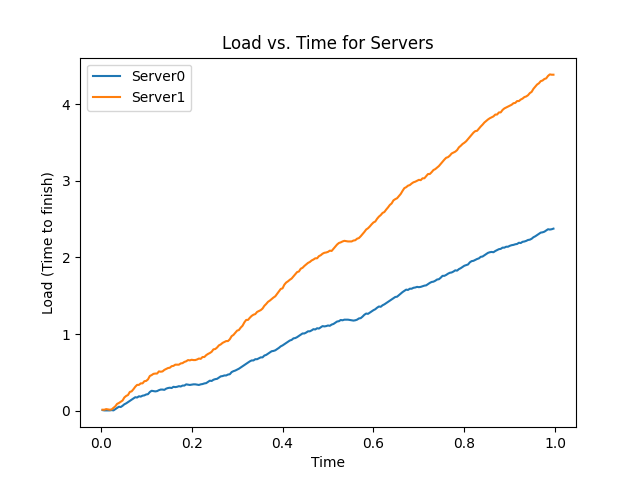 Load vs. Time for Servers
Server0
Server1
Load (Time to finish)
4
3
2
1
0
0.0 0.2 0.4 0.6 0.8 1.0
Time